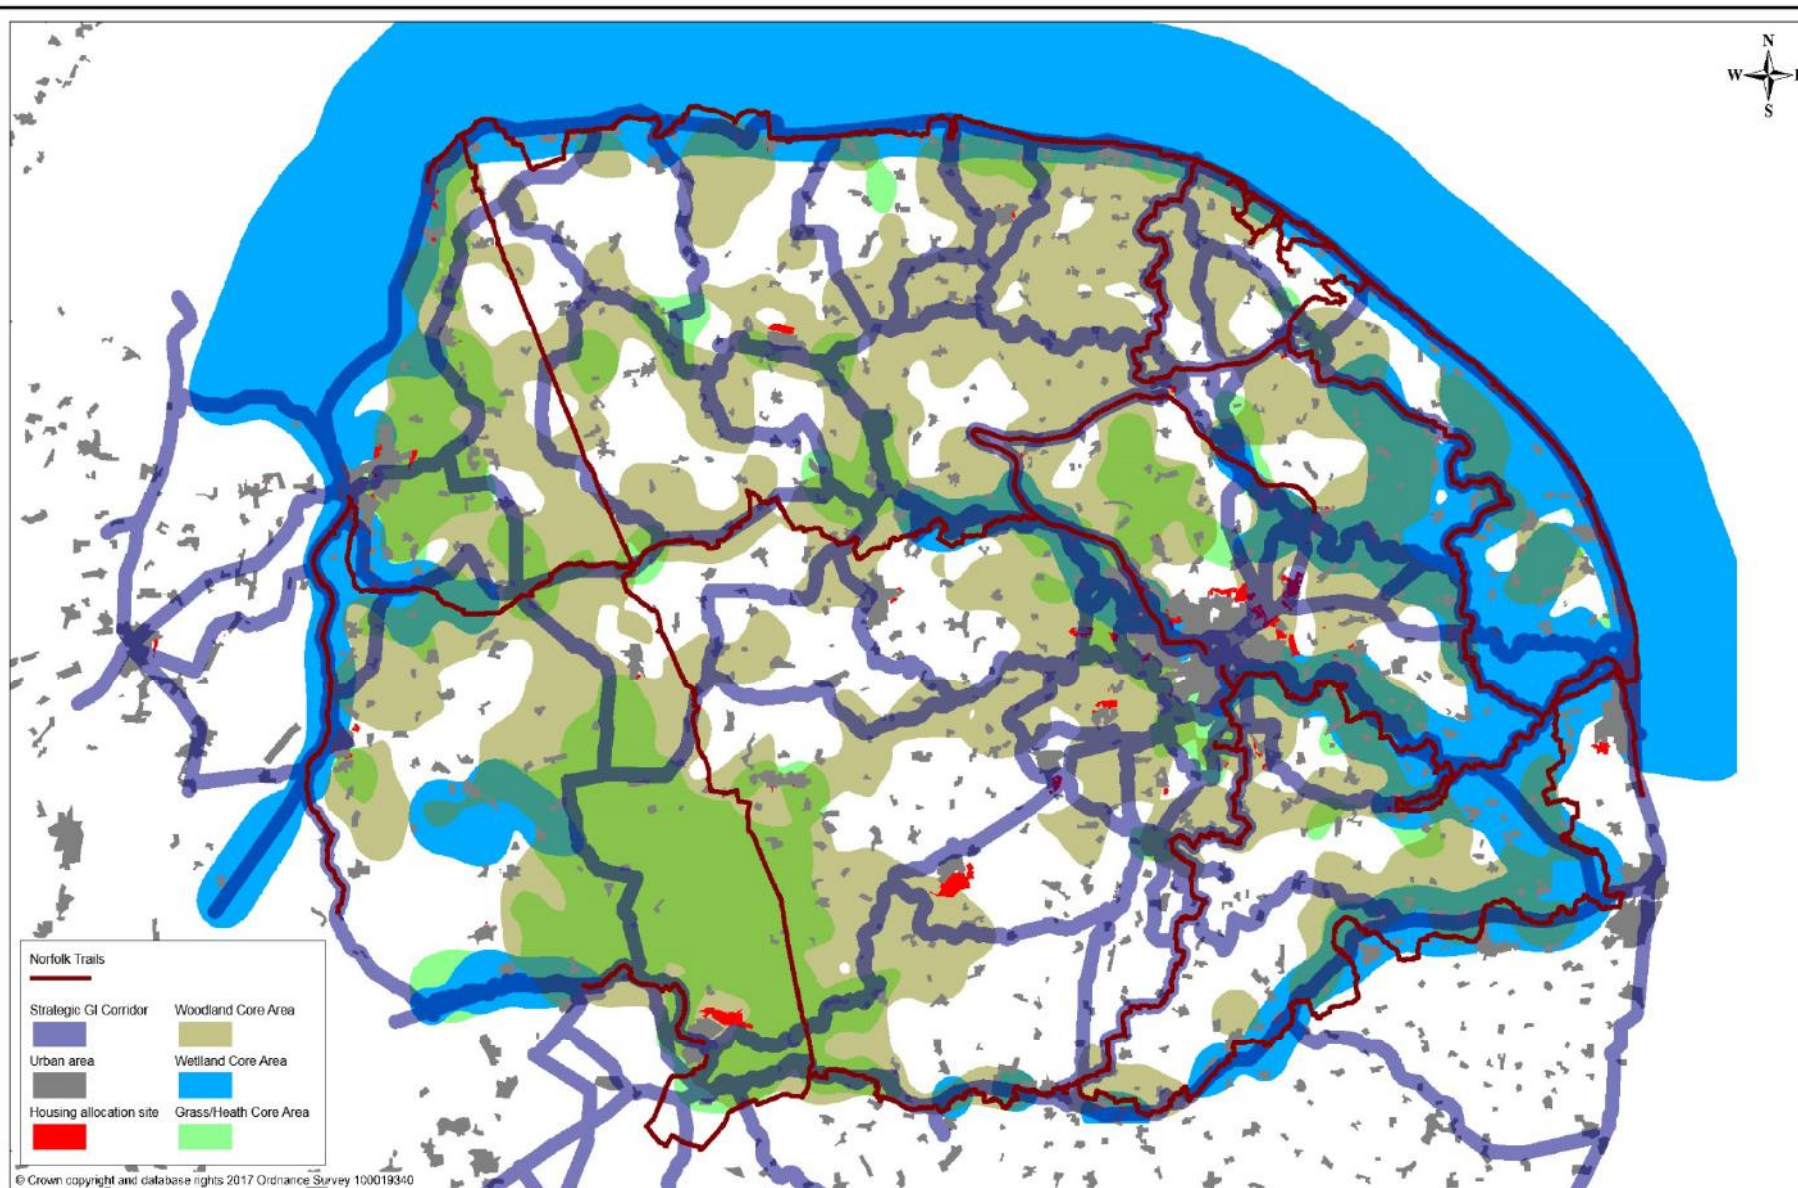 N
W E
S
Norfolk Trails
Strategic GI Corridor Woodland Core Area
Urban area Wetlland Core Area
Housing allocation site Grass/Heath Core Area
© Crown copyright and database rights 2017 Ordnance Survey 100019340